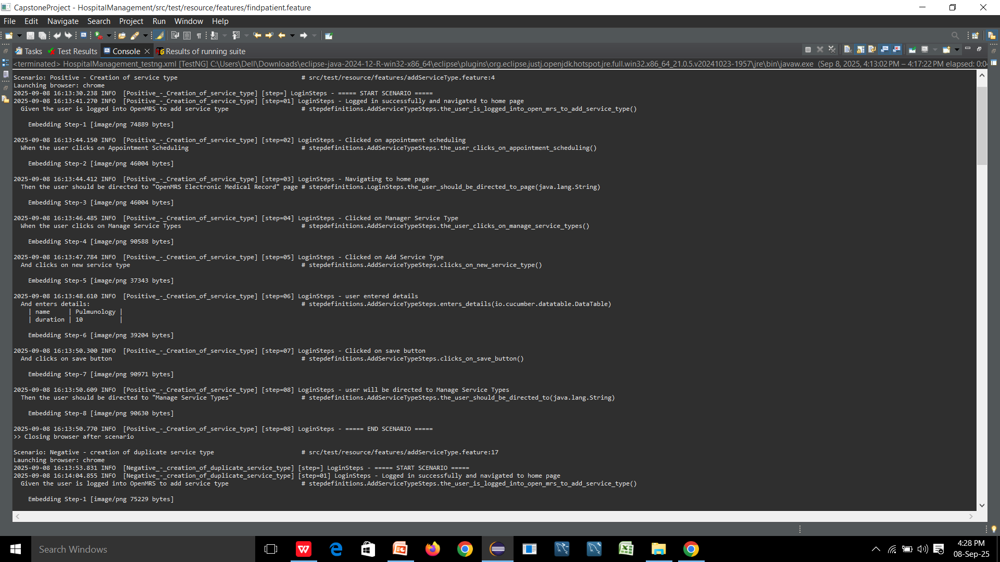 CapstoneProject - HospitalManagement/src/test/resource/features/findpatient.feature
File Edit Navigate Search Project Run Window Help
Tasks Test Results Console Results of running suite
<terminated> HospitalManagement_testng.xml [TestNG] C:\Users\Dell\Downloads\eclipse-java-2024-12-R-win32-x86_64\eclipse\plugins\org.eclipse.justj.openjdk.hotspot.jre.full.win32.x86_64_21.0.5.v20241023-1957\jre\bin\javaw.exe (Sep 8, 2025, 4:13:02 PM – 4:17:22 PM elapsed: 0:04
Scenario: Positive - Creation of service type # src/test/resource/features/addServiceType.feature:4
Launching browser: chrome
2025-09-08 16:13:30.238 INFO [Positive_-_Creation_of_service_type] [step=] LoginSteps - ===== START SCENARIO =====
2025-09-08 16:13:41.270 INFO [Positive_-_Creation_of_service_type] [step=01] LoginSteps - Logged in successfully and navigated to home page
Given the user is logged into OpenMRS to add service type # stepdefinitions.AddServiceTypeSteps.the_user_is_logged_into_open_mrs_to_add_service_type()
Embedding Step-1 [image/png 74889 bytes]
2025-09-08 16:13:44.150 INFO [Positive_-_Creation_of_service_type] [step=02] LoginSteps - Clicked on appointment scheduling
When the user clicks on Appointment Scheduling # stepdefinitions.AddServiceTypeSteps.the_user_clicks_on_appointment_scheduling()
Embedding Step-2 [image/png 46004 bytes]
2025-09-08 16:13:44.412 INFO [Positive_-_Creation_of_service_type] [step=03] LoginSteps - Navigating to home page
Then the user should be directed to "OpenMRS Electronic Medical Record" page # stepdefinitions.LoginSteps.the_user_should_be_directed_to_page(java.lang.String)
Embedding Step-3 [image/png 46004 bytes]
2025-09-08 16:13:46.485 INFO [Positive_-_Creation_of_service_type] [step=04] LoginSteps - Clicked on Manager Service Type
When the user clicks on Manage Service Types # stepdefinitions.AddServiceTypeSteps.the_user_clicks_on_manage_service_types()
Embedding Step-4 [image/png 90588 bytes]
2025-09-08 16:13:47.784 INFO [Positive_-_Creation_of_service_type] [step=05] LoginSteps - Clicked on Add Service Type
And clicks on new service type # stepdefinitions.AddServiceTypeSteps.clicks_on_new_service_type()
Embedding Step-5 [image/png 37343 bytes]
2025-09-08 16:13:48.610 INFO [Positive_-_Creation_of_service_type] [step=06] LoginSteps - user entered details
And enters details: # stepdefinitions.AddServiceTypeSteps.enters_details(io.cucumber.datatable.DataTable)
| name | Pulmunology |
| duration | 10 |
Embedding Step-6 [image/png 39204 bytes]
2025-09-08 16:13:50.300 INFO [Positive_-_Creation_of_service_type] [step=07] LoginSteps - Clicked on save button
And clicks on save button # stepdefinitions.AddServiceTypeSteps.clicks_on_save_button()
Embedding Step-7 [image/png 90971 bytes]
2025-09-08 16:13:50.609 INFO [Positive_-_Creation_of_service_type] [step=08] LoginSteps - user will be directed to Manage Service Types
Then the user should be directed to "Manage Service Types" # stepdefinitions.AddServiceTypeSteps.the_user_should_be_directed_to(java.lang.String)
Embedding Step-8 [image/png 90630 bytes]
2025-09-08 16:13:50.770 INFO [Positive_-_Creation_of_service_type] [step=08] LoginSteps - ===== END SCENARIO =====
>> Closing browser after scenario
Scenario: Negative - creation of duplicate service type # src/test/resource/features/addServiceType.feature:17
Launching browser: chrome
2025-09-08 16:13:53.831 INFO [Negative_-_creation_of_duplicate_service_type] [step=] LoginSteps - ===== START SCENARIO =====
2025-09-08 16:14:04.855 INFO [Negative_-_creation_of_duplicate_service_type] [step=01] LoginSteps - Logged in successfully and navigated to home page
Given the user is logged into OpenMRS to add service type # stepdefinitions.AddServiceTypeSteps.the_user_is_logged_into_open_mrs_to_add_service_type()
Embedding Step-1 [image/png 75229 bytes]
Search Windows
4:28 PM
08-Sep-25